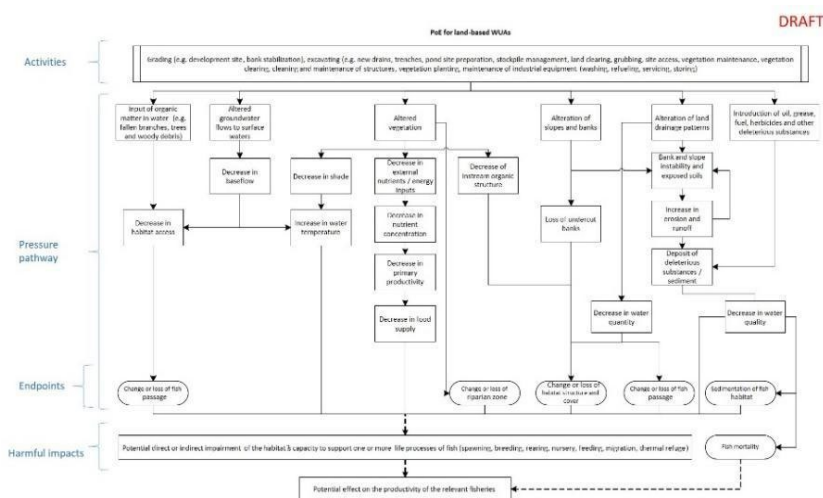 DRAFT
PoE for land-based WUAs
Activities
Grading (e.g. development site, bank stabilization), excavating (e.g. new drains, trenches, pond site preparation, stockpile management, land clearing, grubbing, site access, vegetation maintenance, vegetation
clearing, cleaning and maintenance of structures, vegetation planting, maintenance of industrial equipment (washing, refueling, servicing, storing)
Input of organic
matter in water (e.g.
fallen branches, trees
and woody debris)
Altered
groundwater
flows to surface
waters
Altered
vegetation
Alteration of
slopes and banks
Alteration of land
drainage patterns
Introduction of oil, grease,
fuel, herbicides and other
deleterious substances
Decrease in
baseflow
Decrease in shade
Decrease in
external nutrients / energy
inputs
Decrease of
instream organic
structure
Bank and slope
instability and
exposed soils
Pressure
pathway
Decrease in
habitat access
Increase in water
temperature
Decrease in
nutrient
concentration
Loss of undercut
banks
Increase in
erosion and
runoff
Decrease in
primary
productivity
Deposit of
deleterious
substances /
sediment
Decrease in food
supply
Decrease in water
quantity
Decrease in water
quality
Endpoints
Change or loss of fish
passage
Change or loss of
riparian zone
Change or loss of
habitat structure and
cover
Change or loss of fish
passage
Sedimentation of fish
habitat
Harmful impacts
Potential direct or indirect impairment of the habitat's capacity to support one or more life processes of fish (spawning, breeding, rearing, nursery, feeding, migration, thermal refuge)
Fish mortality
Potential effect on the productivity of the relevant fisheries